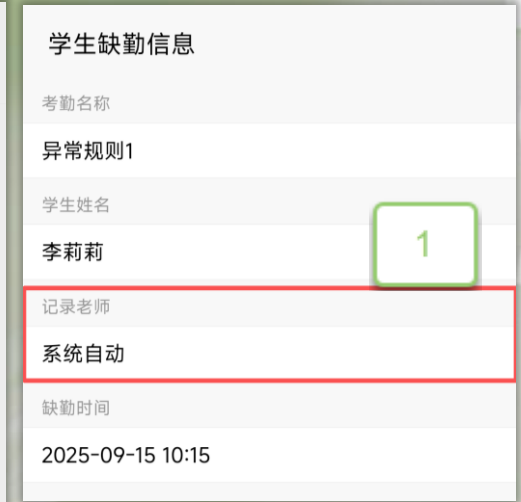 学生缺勤信息
考勤名称
异常规则1
学生姓名
李莉莉
1
记录老师
系统自动
缺勤时间
2025-09-15 10:15